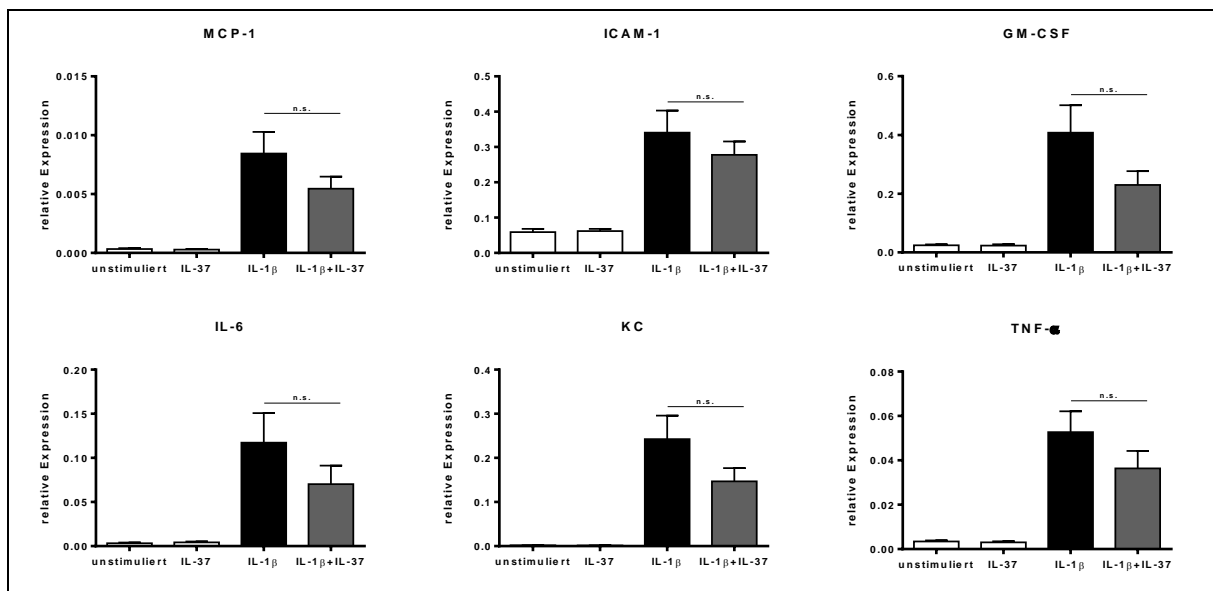 MCP-1
relative Expression
0.015
0.010
0.005
0.000
n.s.
unstimuliert IL-37 IL-1β IL-1β+IL-37
ICAM-1
relative Expression
0.5
0.4
0.3
0.2
0.1
0.0
n.s.
unstimuliert IL-37 IL-1β IL-1β+IL-37
GM-CSF
relative Expression
0.6
0.4
0.2
0.0
n.s.
unstimuliert IL-37 IL-1β IL-1β+IL-37
IL-6
relative Expression
0.20
0.15
0.10
0.05
0.00
n.s.
unstimuliert IL-37 IL-1β IL-1β+IL-37
KC
relative Expression
0.4
0.3
0.2
0.1
0.0
n.s.
unstimuliert IL-37 IL-1β IL-1β+IL-37
TNF-α
relative Expression
0.08
0.06
0.04
0.02
0.00
n.s.
unstimuliert IL-37 IL-1β IL-1β+IL-37